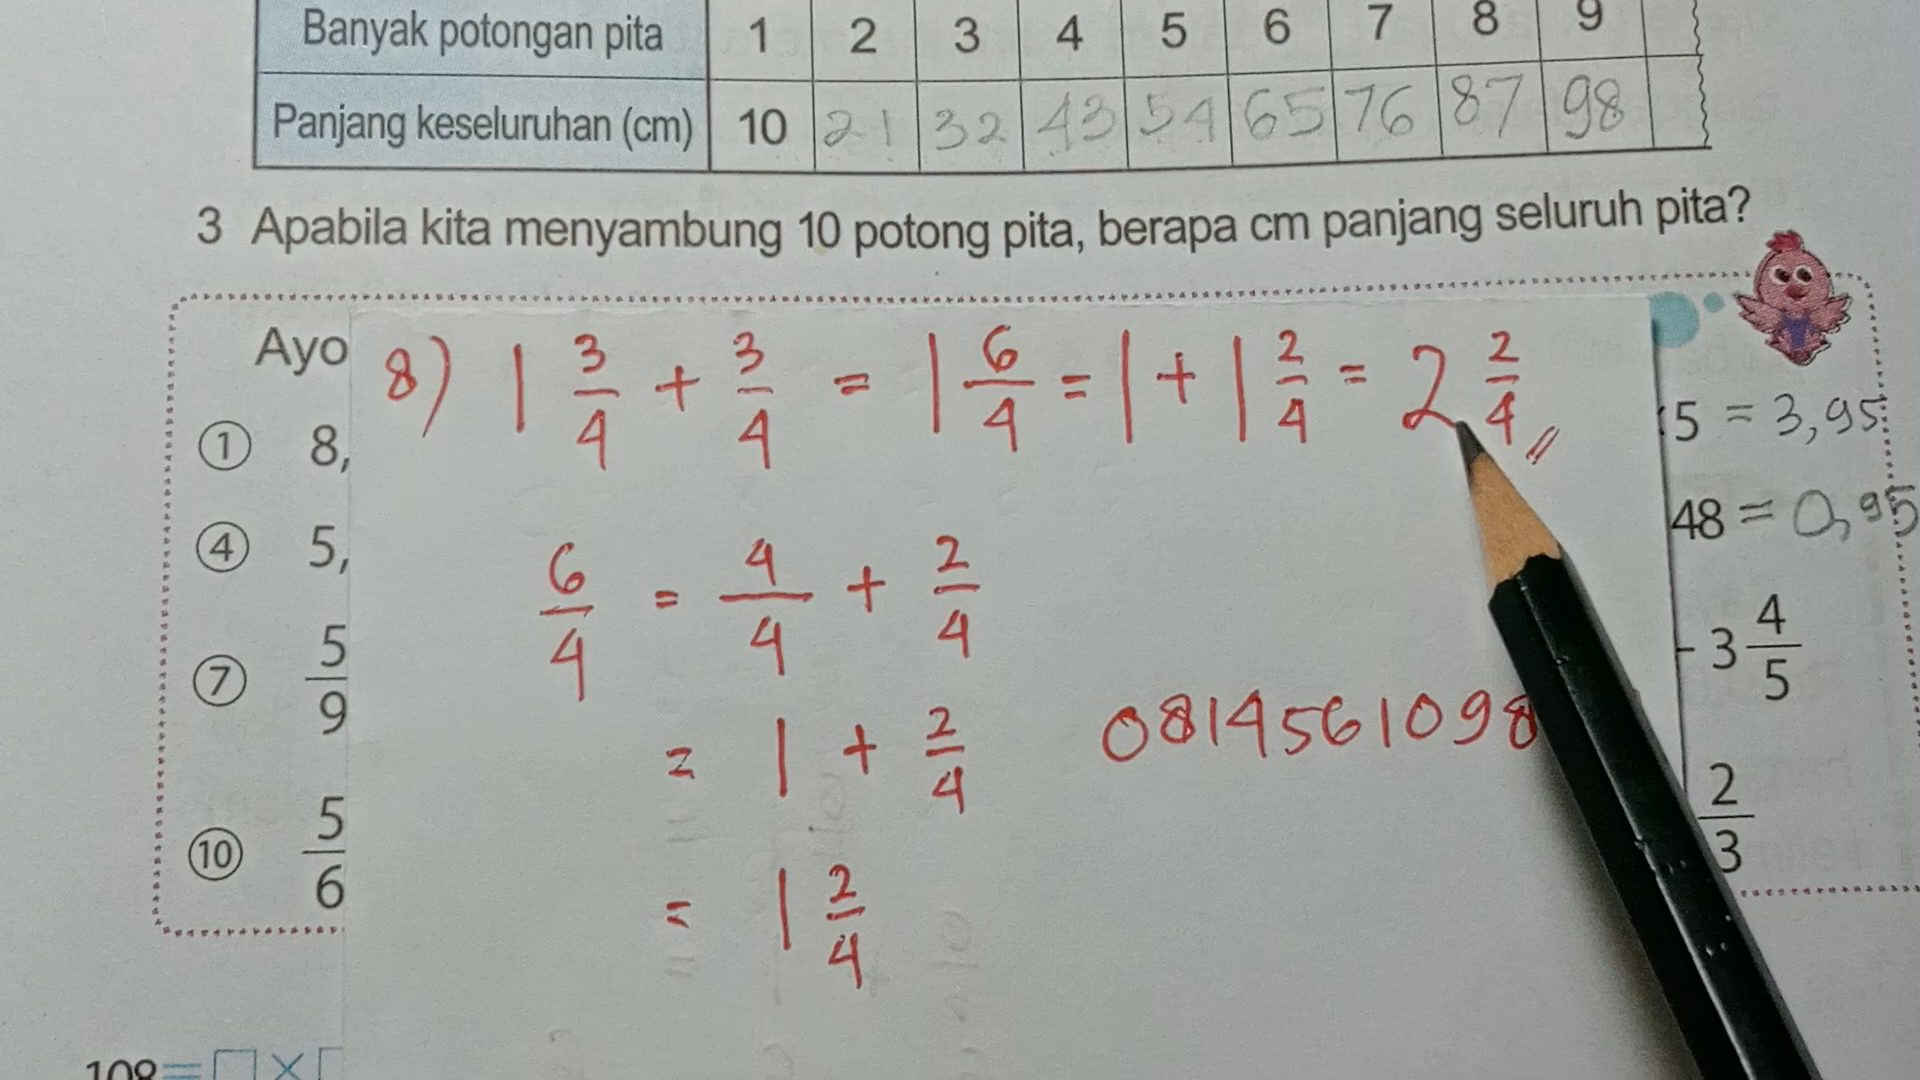 Banyak potongan pita 1 2 3 4 5 6 7 8 9
Panjang keseluruhan (cm) 10 21 32 43 54 65 76 87 98
3 Apabila kita menyambung 10 potong pita, berapa cm panjang seluruh pita?
Ayo
8) 1 3/4 + 3/4 = 1 6/4 = 1 + 1 2/4 = 2 2/4 //
① 8,
5 = 3,95
④ 5,
48 = 0,95
6/4 = 4/4 + 2/4
⑦ 5/9
- 3 4/5
= 1 + 2/4
0814561098
⑩ 5/6
2/3
= 1 2/4
108 = □ × □